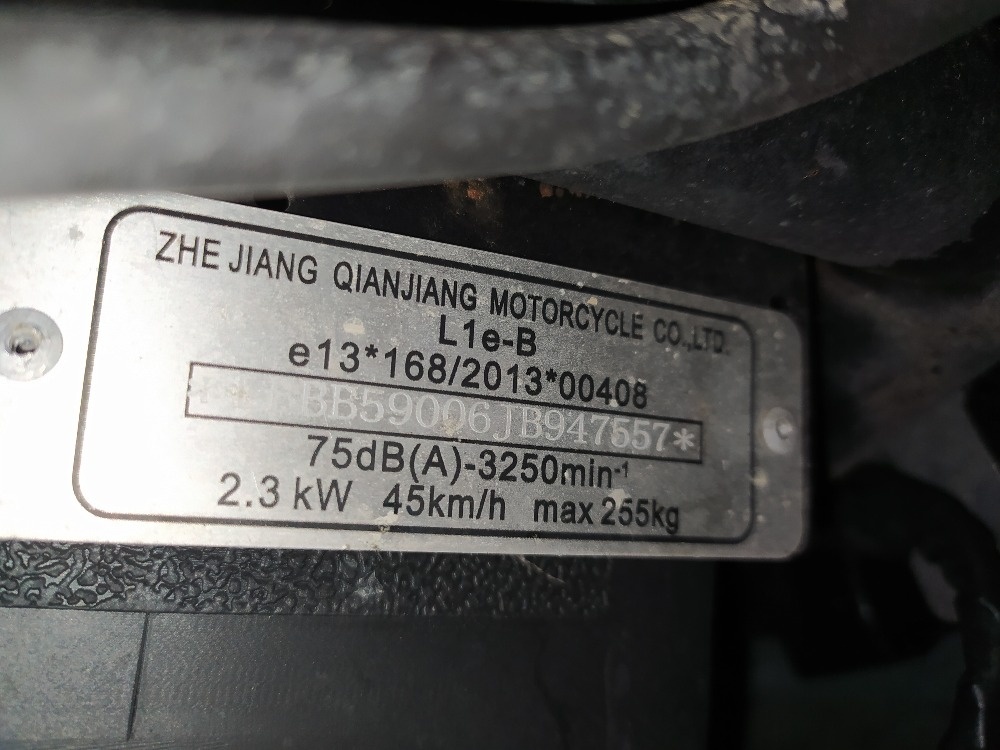 ZHE JIANG QIANJIANG MOTORCYCLE CO.,LTD.
L1e-B
e13*168/2013*00408
BB59006JB947557*
75dB(A)-3250min⁻¹
2.3 kW 45km/h max 255kg